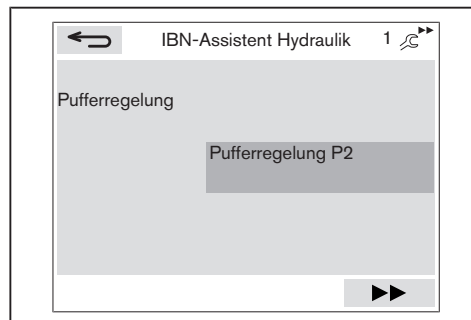 IBN-Assistent Hydraulik 1
Pufferregelung
Pufferregelung P2